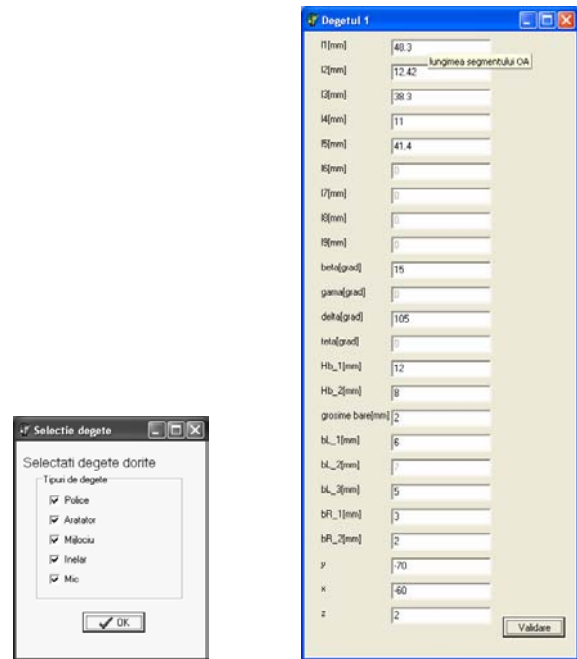 Selectie degete
Selectati degete dorite
Tipuri de degete
Police
Aratator
Mijlociu
Inelar
Mic
OK
Degetul 1
l1[mm] 48.3
lungimea segmentului OA
l2[mm] 12.42
l3[mm] 38.3
l4[mm] 11
l5[mm] 41.4
l6[mm] 0
l7[mm] 0
l8[mm] 0
l9[mm] 0
beta[grad] 15
gama[grad] 0
delta[grad] 105
teta[grad] 0
Hb_1[mm] 12
Hb_2[mm] 8
grosime bare[mm] 2
bL_1[mm] 6
bL_2[mm]
bL_3[mm] 5
bR_1[mm] 3
bR_2[mm] 2
y -70
x -60
z 2
Validare